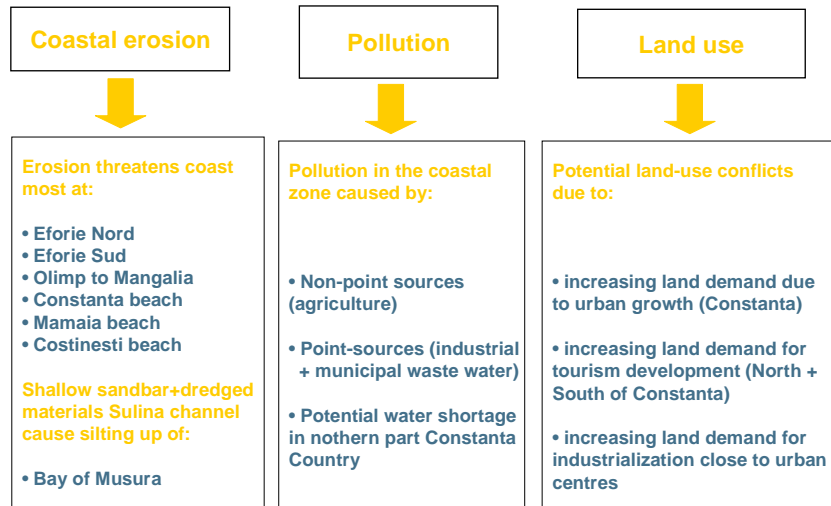 Coastal erosion
Erosion threatens coast
most at:
• Eforie Nord
• Eforie Sud
• Olimp to Mangalia
• Constanta beach
• Mamaia beach
• Costinesti beach
Shallow sandbar+dredged
materials Sulina channel
cause silting up of:
• Bay of Musura
Pollution
Pollution in the coastal
zone caused by:
• Non-point sources
(agriculture)
• Point-sources (industrial
+ municipal waste water)
• Potential water shortage
in nothern part Constanta
Country
Land use
Potential land-use conflicts
due to:
• increasing land demand due
to urban growth (Constanta)
• increasing land demand for
tourism development (North +
South of Constanta)
• increasing land demand for
industrialization close to urban
centres